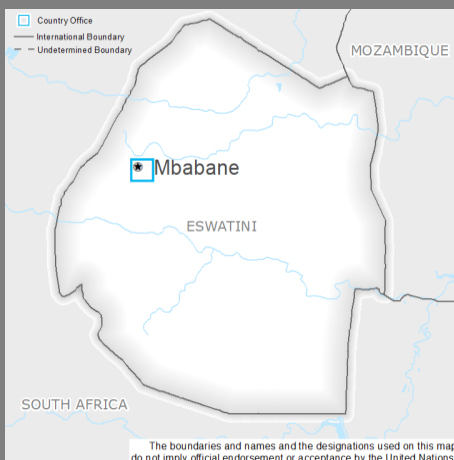 Country Office
International Boundary
Undetermined Boundary
MOZAMBIQUE
Mbabane
ESWATINI
SOUTH AFRICA
The boundaries and names and the designations used on this map
do not imply official endorsement or acceptance by the United Nations.